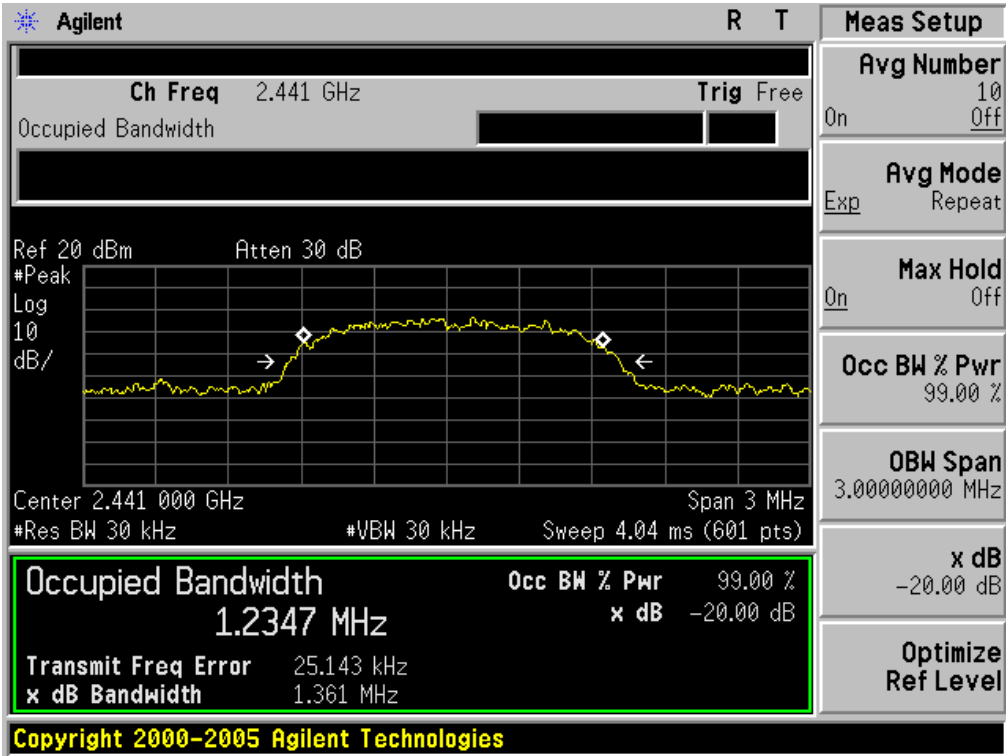 Agilent R T
Ch Freq 2.441 GHz Trig Free
Occupied Bandwidth
Ref 20 dBm Atten 30 dB
#Peak
Log
10
dB/
Center 2.441 000 GHz Span 3 MHz
#Res BW 30 kHz #VBW 30 kHz Sweep 4.04 ms (601 pts)
Occupied Bandwidth Occ BW % Pwr 99.00 %
1.2347 MHz x dB -20.00 dB
Transmit Freq Error 25.143 kHz
x dB Bandwidth 1.361 MHz
Copyright 2000-2005 Agilent Technologies
Meas Setup
Avg Number
10
On Off
Avg Mode
Exp Repeat
Max Hold
On Off
Occ BW % Pwr
99.00 %
OBW Span
3.00000000 MHz
x dB
-20.00 dB
Optimize
Ref Level